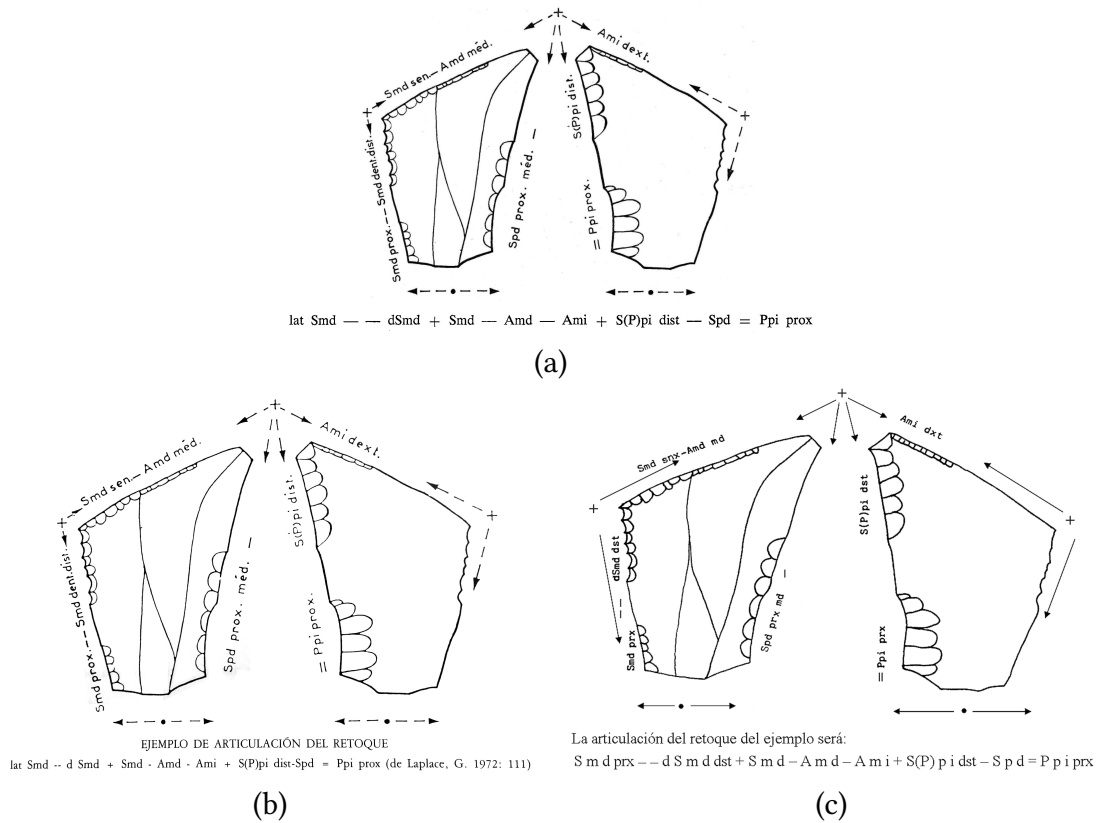 Smd sen.— Amd méd.
Ami dext.
Smd prox.— — Smd dent.dist.
Spd prox. méd. —
S(P)pi dist.
= Ppi prox.
lat Smd — — dSmd + Smd — Amd — Ami + S(P)pi dist — Spd = Ppi prox
(a)
Smd sen.— Amd méd.
Ami dext.
Smd prox.— — Smd dent.dist.
Spd prox. méd. —
S(P)pi dist.
= Ppi prox.
EJEMPLO DE ARTICULACIÓN DEL RETOQUE
lat Smd -- d Smd + Smd - Amd - Ami + S(P)pi dist-Spd = Ppi prox (de Laplace, G. 1972: 111)
(b)
Smd snx-Amd md
Ami dxt
Smd prx — — dSmd dst
Spd prx md —
S(P)pi dst
= Ppi prx
La articulación del retoque del ejemplo será:
S m d prx – – d S m d dst + S m d – A m d – A m i + S(P) p i dst – S p d = P p i prx
(c)